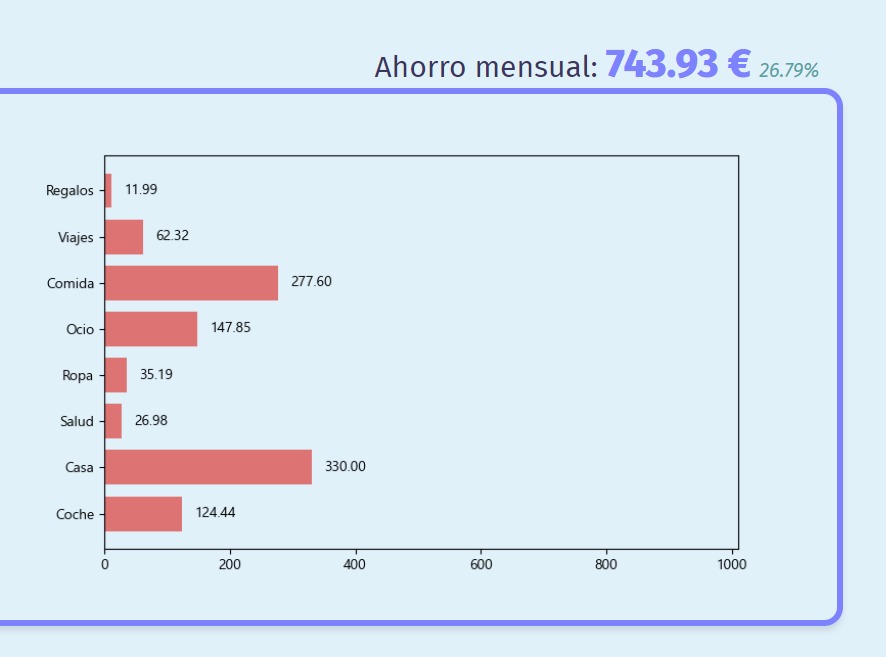 Ahorro mensual: 743.93 € 26.79%
Regalos 11.99
Viajes 62.32
Comida 277.60
Ocio 147.85
Ropa 35.19
Salud 26.98
Casa 330.00
Coche 124.44
0 200 400 600 800 1000